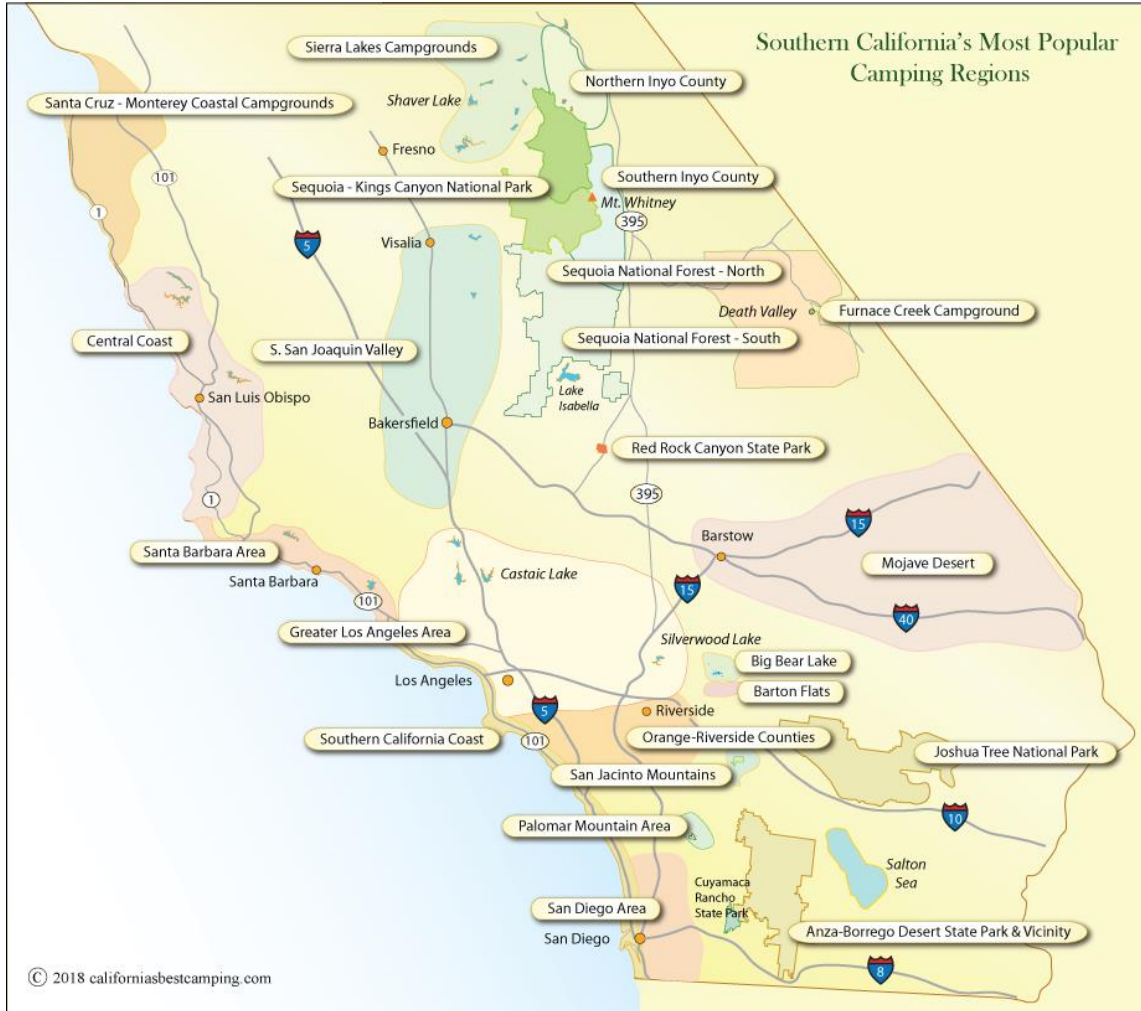 Southern California's Most Popular
Camping Regions
Sierra Lakes Campgrounds
Northern Inyo County
Shaver Lake
Santa Cruz - Monterey Coastal Campgrounds
Fresno
101
Sequoia - Kings Canyon National Park
Southern Inyo County
Mt. Whitney
1
395
5
Visalia
Sequoia National Forest - North
Death Valley
Furnace Creek Campground
Central Coast
S. San Joaquin Valley
Sequoia National Forest - South
Lake
Isabella
San Luis Obispo
Bakersfield
Red Rock Canyon State Park
1
395
15
Barstow
Santa Barbara Area
Santa Barbara
Castaic Lake
Mojave Desert
15
101
40
Greater Los Angeles Area
Silverwood Lake
Big Bear Lake
Los Angeles
Barton Flats
5
Riverside
Southern California Coast
101
Orange-Riverside Counties
Joshua Tree National Park
San Jacinto Mountains
10
Palomar Mountain Area
Salton
Sea
Cuyamaca
Rancho
State Park
San Diego Area
San Diego
Anza-Borrego Desert State Park & Vicinity
8
© 2018 californiasbestcamping.com